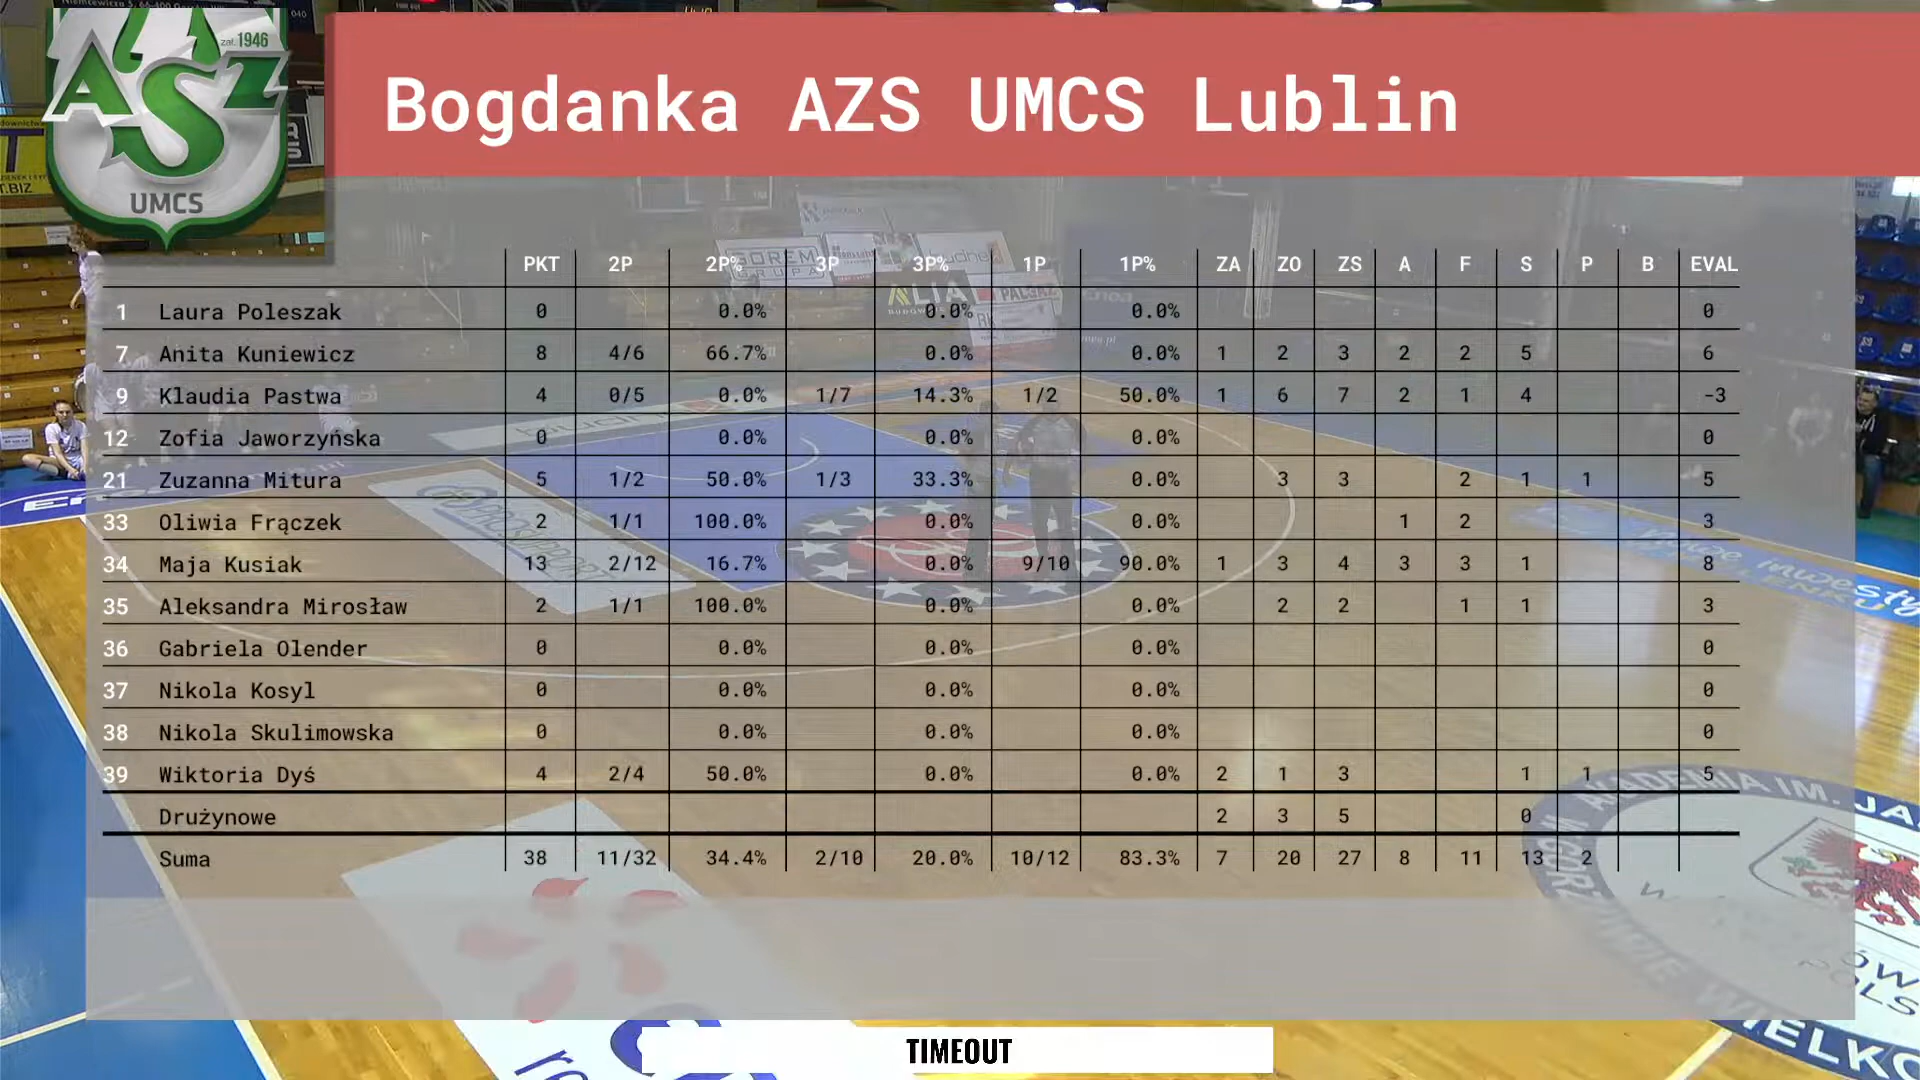 zał. 1946
AZS
UMCS
Bogdanka AZS UMCS Lublin
PKT 2P 2P% 3P 3P% 1P 1P% ZA ZO ZS A F S P B EVAL
1 Laura Poleszak 0 0.0% 0.0% 0.0% 0
7 Anita Kuniewicz 8 4/6 66.7% 0.0% 0.0% 1 2 3 2 2 5 6
9 Klaudia Pastwa 4 0/5 0.0% 1/7 14.3% 1/2 50.0% 1 6 7 2 1 4 -3
12 Zofia Jaworzyńska 0 0.0% 0.0% 0.0% 0
21 Zuzanna Mitura 5 1/2 50.0% 1/3 33.3% 0.0% 3 3 2 1 1 5
33 Oliwia Frączek 2 1/1 100.0% 0.0% 0.0% 1 2 3
34 Maja Kusiak 13 2/12 16.7% 0.0% 9/10 90.0% 1 3 4 3 3 1 8
35 Aleksandra Mirosław 2 1/1 100.0% 0.0% 0.0% 2 2 1 1 3
36 Gabriela Olender 0 0.0% 0.0% 0.0% 0
37 Nikola Kosyl 0 0.0% 0.0% 0.0% 0
38 Nikola Skulimowska 0 0.0% 0.0% 0.0% 0
39 Wiktoria Dyś 4 2/4 50.0% 0.0% 0.0% 2 1 3 1 1 5
Drużynowe 2 3 5 0
Suma 38 11/32 34.4% 2/10 20.0% 10/12 83.3% 7 20 27 8 11 13 2
TIMEOUT